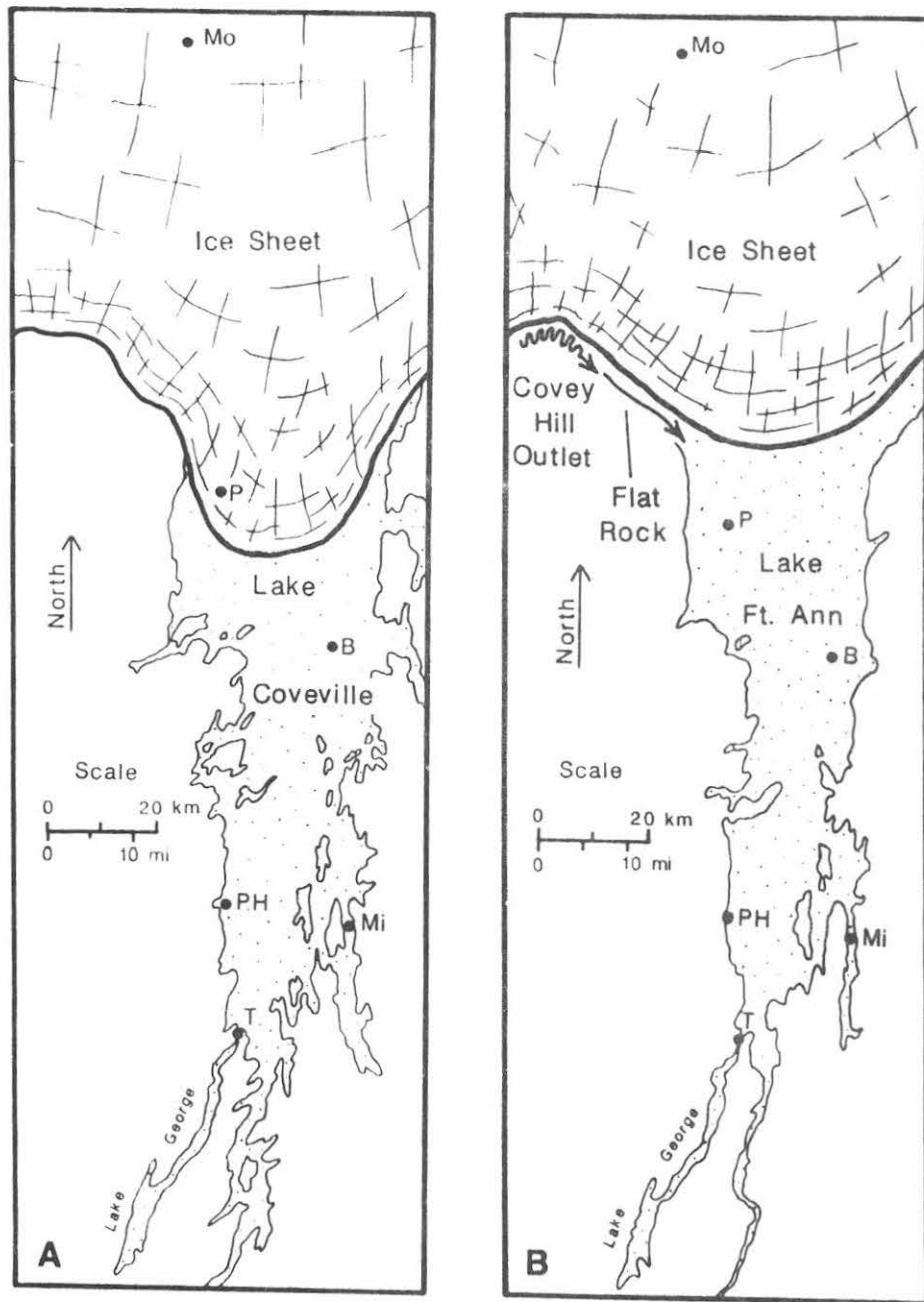 Mo
Ice Sheet
P
Lake
North
B
Coveville
Scale
0 20 km
0 10 mi
PH
Mi
T
George
Lake
A
Mo
Ice Sheet
Covey
Hill
Outlet
Flat
Rock
P
Lake
North
Ft. Ann
B
Scale
0 20 km
0 10 mi
PH
Mi
T
George
Lake
B